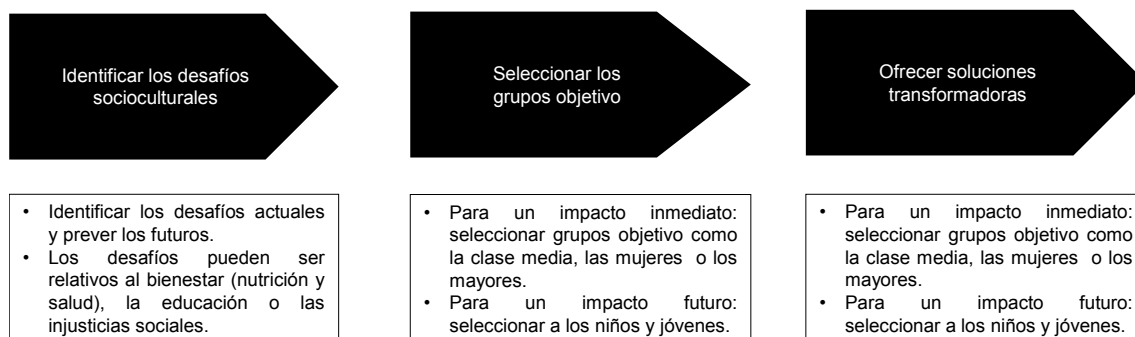 Identificar los desafíos
socioculturales
Seleccionar los
grupos objetivo
Ofrecer soluciones
transformadoras
• Identificar los desafíos actuales
y prever los futuros.
• Los desafíos pueden ser
relativos al bienestar (nutrición y
salud), la educación o las
injusticias sociales.
• Para un impacto inmediato:
seleccionar grupos objetivo como
la clase media, las mujeres o los
mayores.
• Para un impacto futuro:
seleccionar a los niños y jóvenes.
• Para un impacto inmediato:
seleccionar grupos objetivo como
la clase media, las mujeres o los
mayores.
• Para un impacto futuro:
seleccionar a los niños y jóvenes.